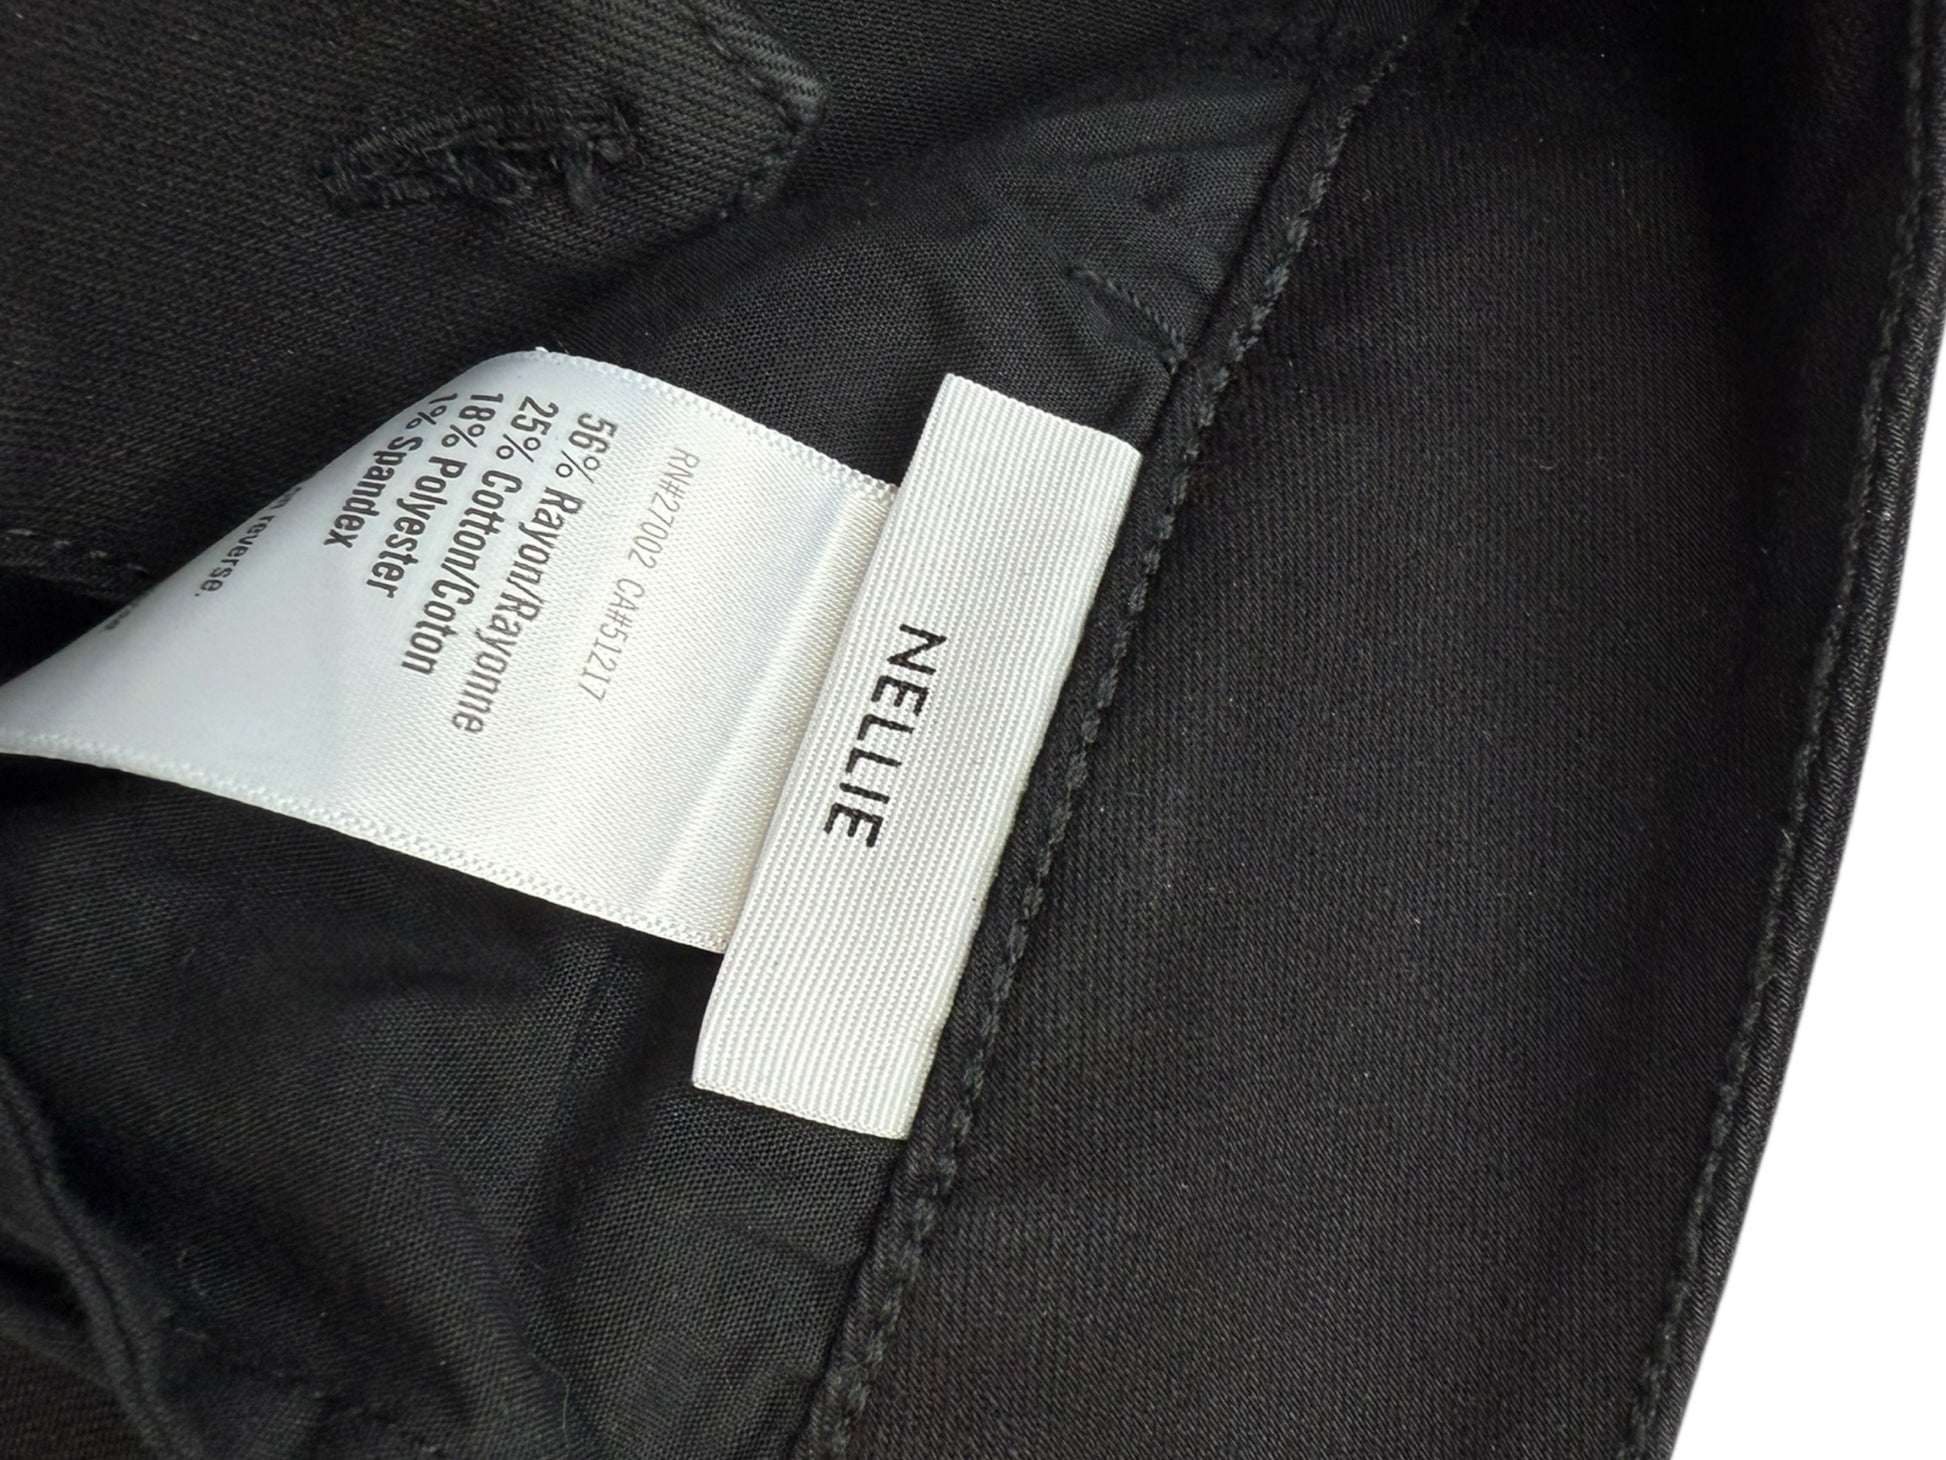 NELLIE
RN#27002 CA#51217
56% Rayon/Rayonne
25% Cotton/Coton
18% Polyester
1% Spandex
reverse.